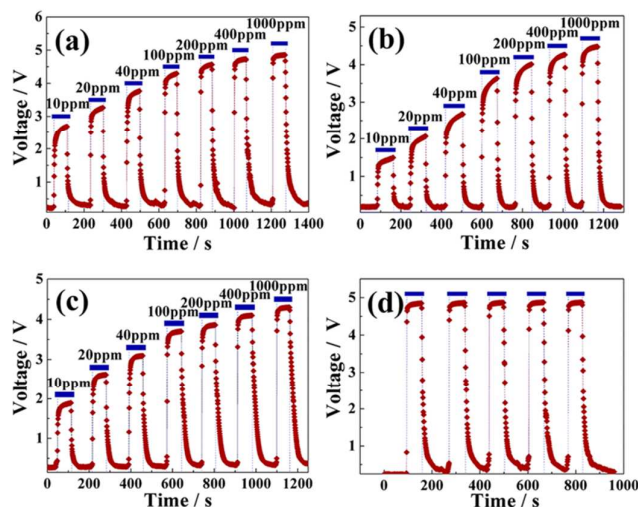 (a)
10ppm
20ppm
40ppm
100ppm
200ppm
400ppm
1000ppm
Voltage / V
6
5
4
3
2
1
0 200 400 600 800 1000 1200 1400
Time / s
(b)
10ppm
20ppm
40ppm
100ppm
200ppm
400ppm
1000ppm
Voltage / V
5
4
3
2
1
0 200 400 600 800 1000 1200
Time / s
(c)
10ppm
20ppm
40ppm
100ppm
200ppm
400ppm
1000ppm
Voltage / V
5
4
3
2
1
0 200 400 600 800 1000 1200
Time / s
(d)
Voltage / V
5
4
3
2
1
0 200 400 600 800 1000
Time / s